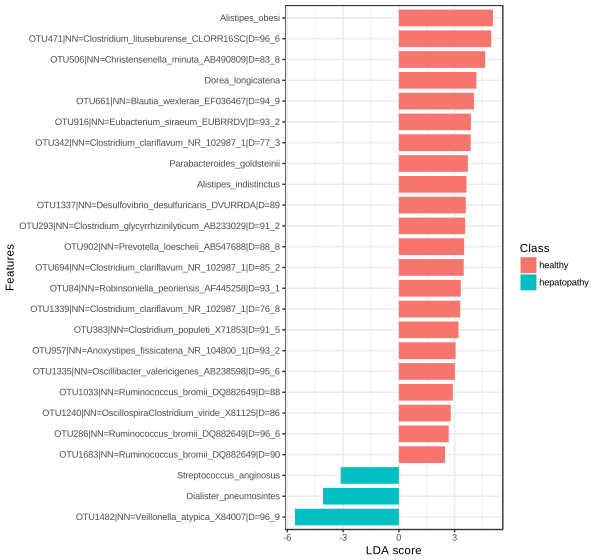 Alistipes_obesi
OTU471|NN=Clostridium_lituseburense_CLORR16SC|D=96_6
OTU506|NN=Christensenella_minuta_AB490809|D=83_8
Dorea_longicatena
OTU661|NN=Blautia_wexlerae_EF036467|D=94_9
OTU916|NN=Eubacterium_siraeum_EUBRRDV|D=93_2
OTU342|NN=Clostridium_clariflavum_NR_102987_1|D=77_3
Parabacteroides_goldsteinii
Alistipes_indistinctus
OTU1337|NN=Desulfovibrio_desulfuricans_DVURRDA|D=89
OTU293|NN=Clostridium_glycyrrhizinilyticum_AB233029|D=91_2
OTU902|NN=Prevotella_loescheii_AB547688|D=88_8
OTU694|NN=Clostridium_clariflavum_NR_102987_1|D=85_2
OTU84|NN=Robinsoniella_peoriensis_AF445258|D=93_1
OTU1339|NN=Clostridium_clariflavum_NR_102987_1|D=76_8
OTU383|NN=Clostridium_populeti_X71853|D=91_5
OTU957|NN=Anoxystipes_fissicatena_NR_104800_1|D=93_2
OTU1335|NN=Oscillibacter_valericigenes_AB238598|D=95_6
OTU1033|NN=Ruminococcus_bromii_DQ882649|D=88
OTU1240|NN=OscillospiraClostridium_viride_X81125|D=86
OTU286|NN=Ruminococcus_bromii_DQ882649|D=96_6
OTU1683|NN=Ruminococcus_bromii_DQ882649|D=90
Streptococcus_anginosus
Dialister_pneumosintes
OTU1482|NN=Veillonella_atypica_X84007|D=96_9
Features
-6 -3 0 3
LDA score
Class
healthy
hepatopathy